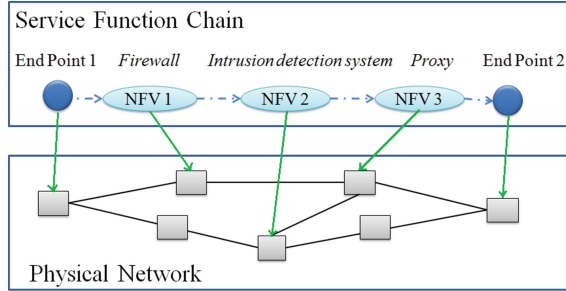 Service Function Chain
End Point 1 Firewall Intrusion detection system Proxy End Point 2
NFV 1 NFV 2 NFV 3
Physical Network